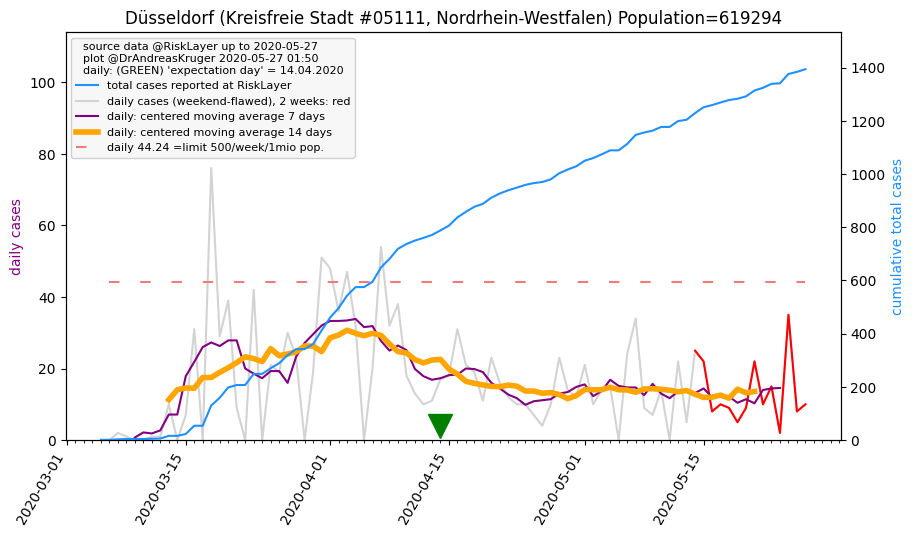 Düsseldorf (Kreisfreie Stadt #05111, Nordrhein-Westfalen) Population=619294
source data @RiskLayer up to 2020-05-27
plot @DrAndreasKruger 2020-05-27 01:50
daily: (GREEN) 'expectation day' = 14.04.2020
total cases reported at RiskLayer
daily cases (weekend-flawed), 2 weeks: red
daily: centered moving average 7 days
daily: centered moving average 14 days
daily 44.24 =limit 500/week/1mio pop.
daily cases
100
80
60
40
20
0
cumulative total cases
1400
1200
1000
800
600
400
200
0
2020-03-01
2020-03-15
2020-04-01
2020-04-15
2020-05-01
2020-05-15